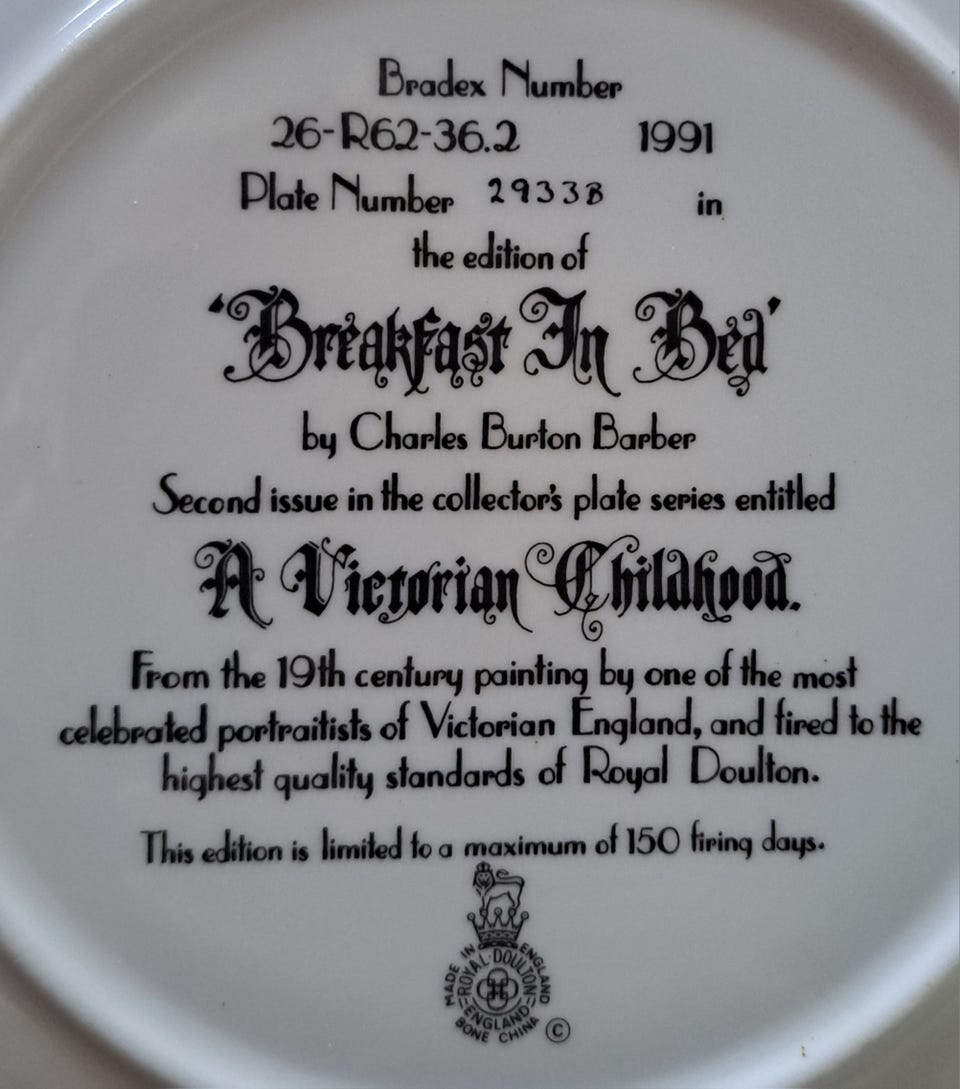 Bradex Number
26-R62-36.2 1991
Plate Number 2933B in
the edition of
'Breakfast In Bed'
by Charles Burton Barber
Second issue in the collector's plate series entitled
A Victorian Childhood.
From the 19th century painting by one of the most
celebrated portraitists of Victorian England, and fired to the
highest quality standards of Royal Doulton.
This edition is limited to a maximum of 150 firing days.
MADE IN ENGLAND
ROYAL·DOULTON
ENGLAND
BONE CHINA ©